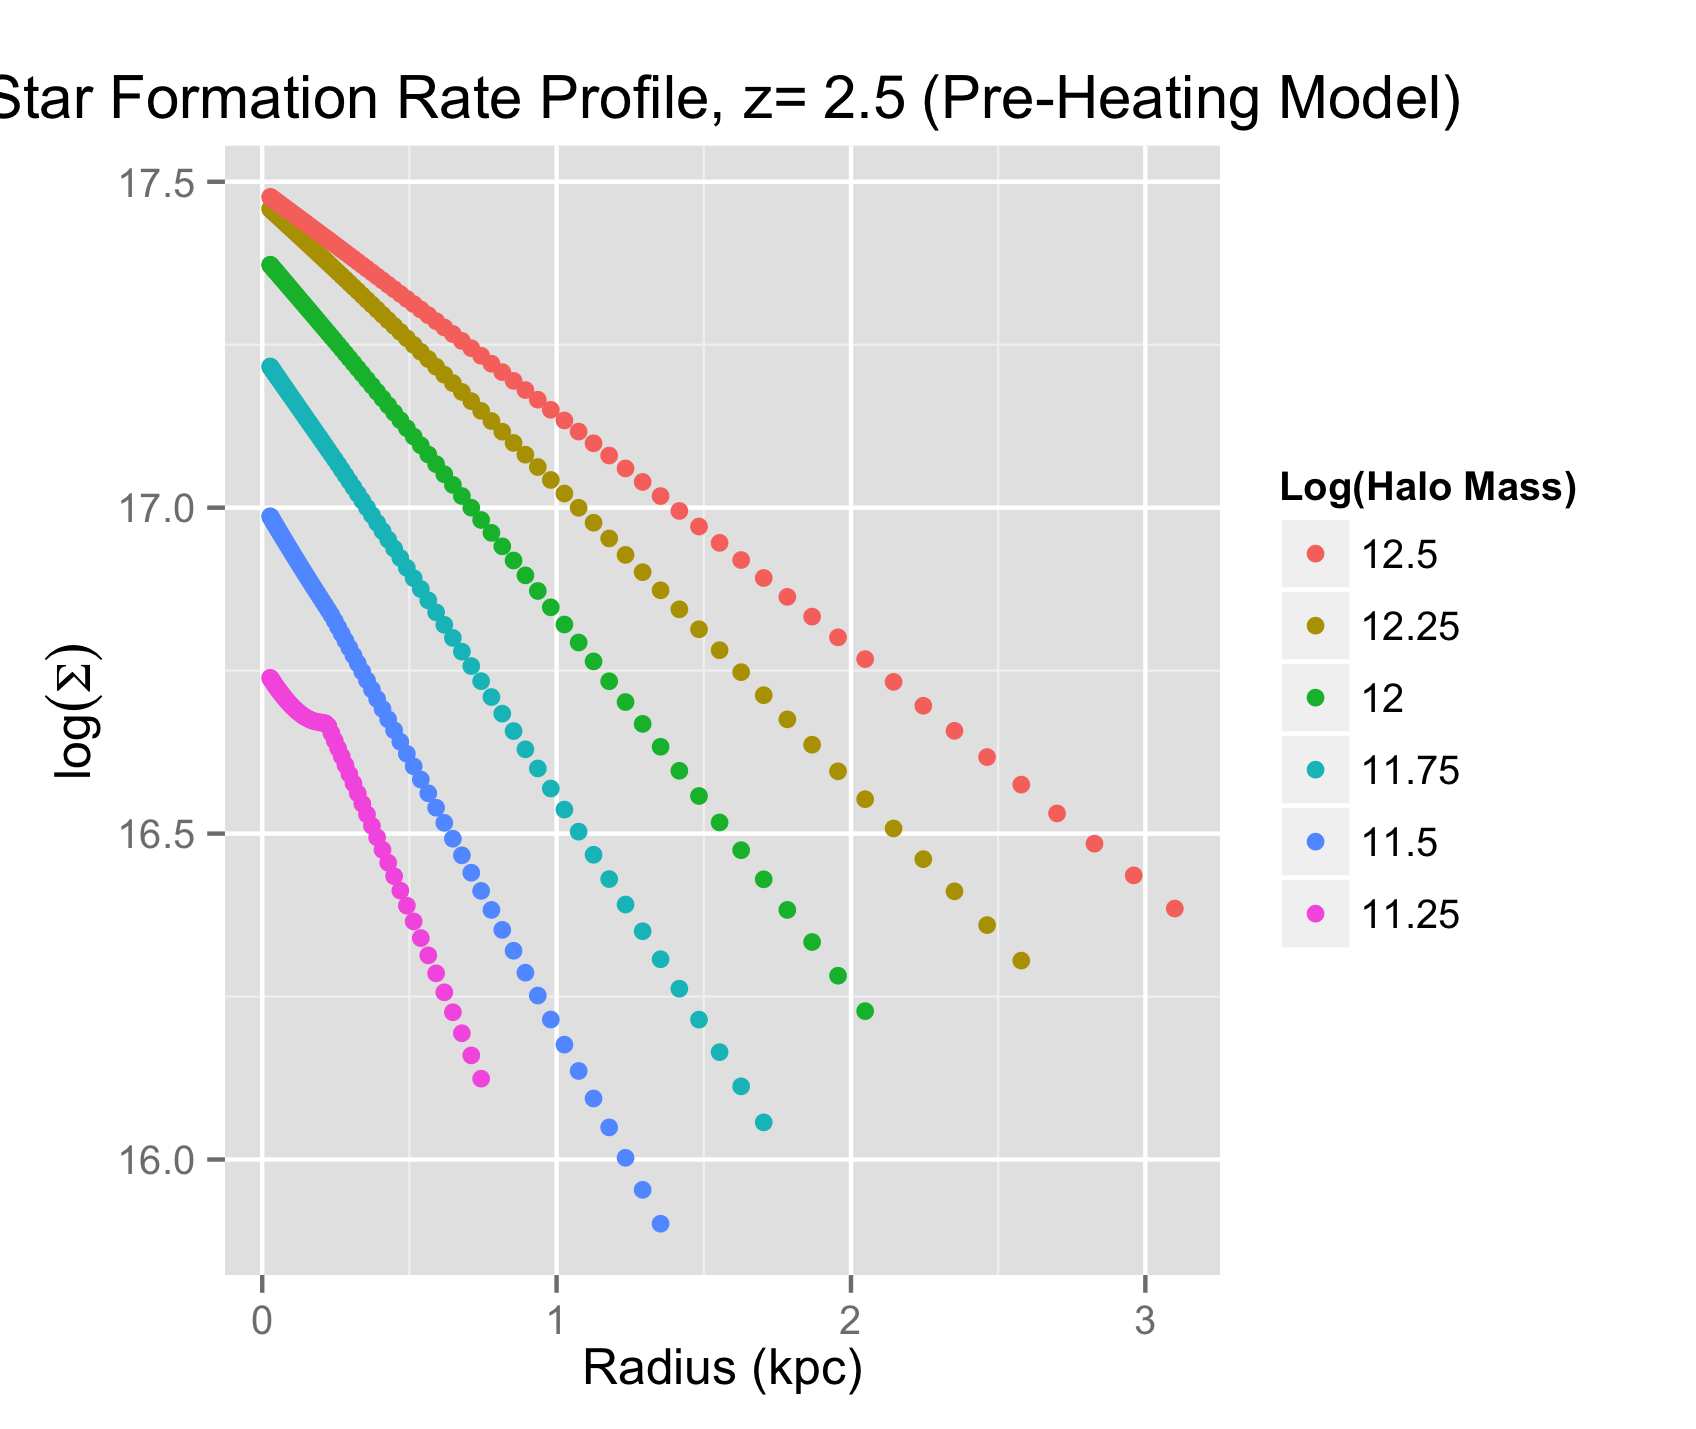 Star Formation Rate Profile, z= 2.5 (Pre-Heating Model)
17.5
17.0
16.5
16.0
log(Σ)
0 1 2 3
Radius (kpc)
Log(Halo Mass)
12.5
12.25
12
11.75
11.5
11.25